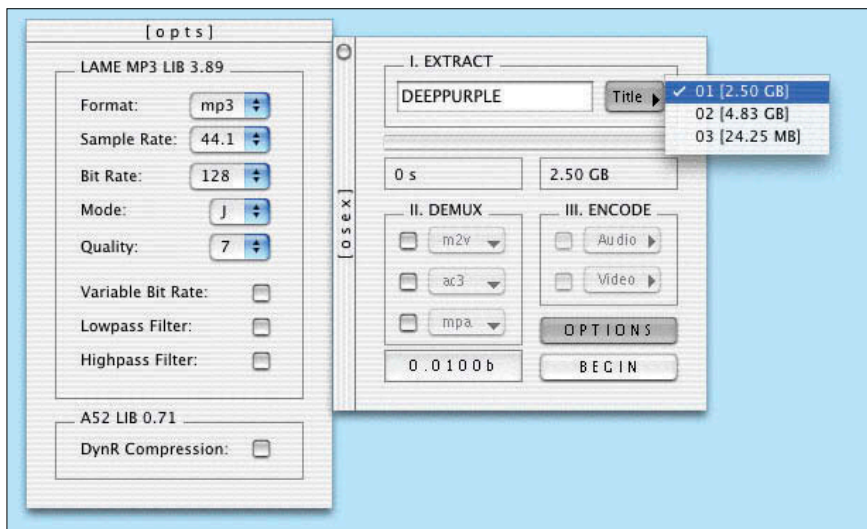 [opts]
LAME MP3 LIB 3.89
Format: mp3
Sample Rate: 44.1
Bit Rate: 128
Mode: J
Quality: 7
Variable Bit Rate:
Lowpass Filter:
Highpass Filter:
A52 LIB 0.71
DynR Compression:
[osex]
I. EXTRACT
DEEPPURPLE Title
✓ 01 [2.50 GB]
02 [4.83 GB]
03 [24.25 MB]
0 s 2.50 GB
II. DEMUX
m2v
ac3
mpa
0.0100b
III. ENCODE
Audio
Video
OPTIONS
BEGIN